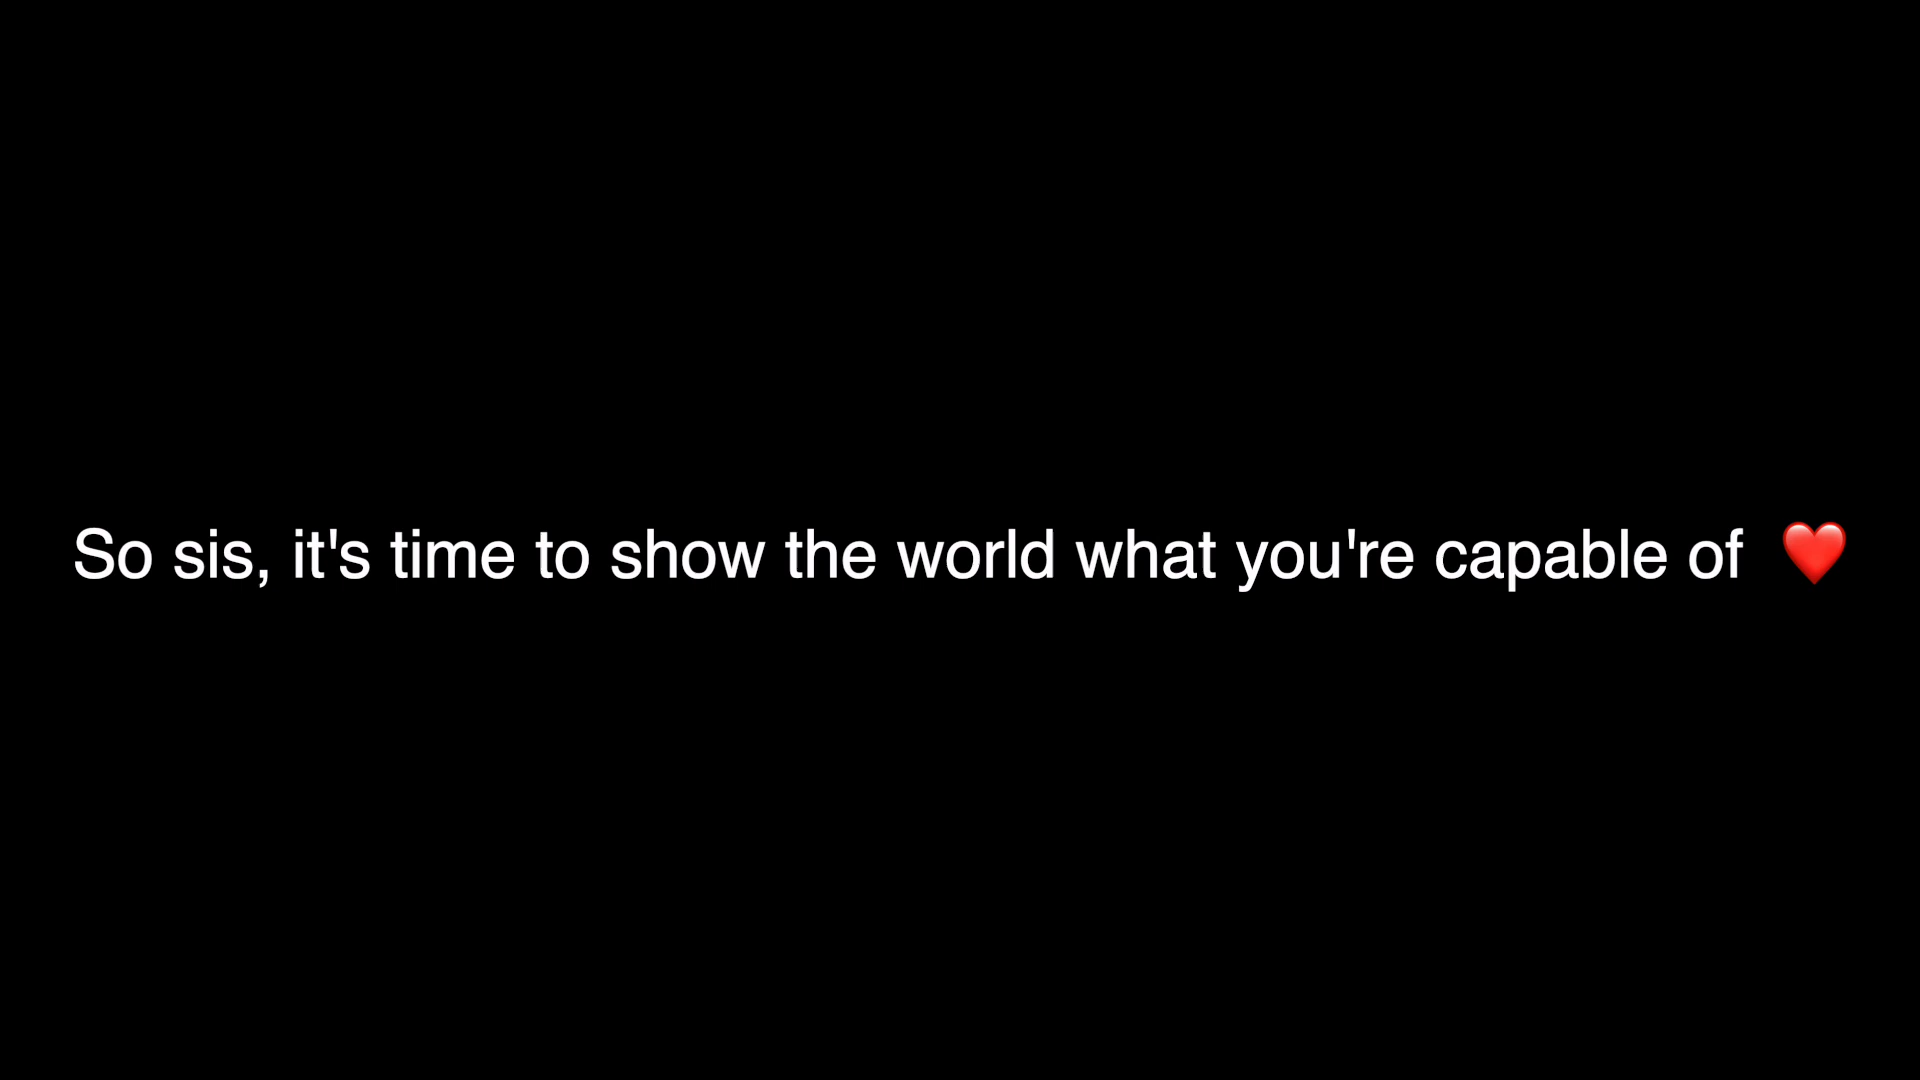 So sis, it's time to show the world what you're capable of ❤️